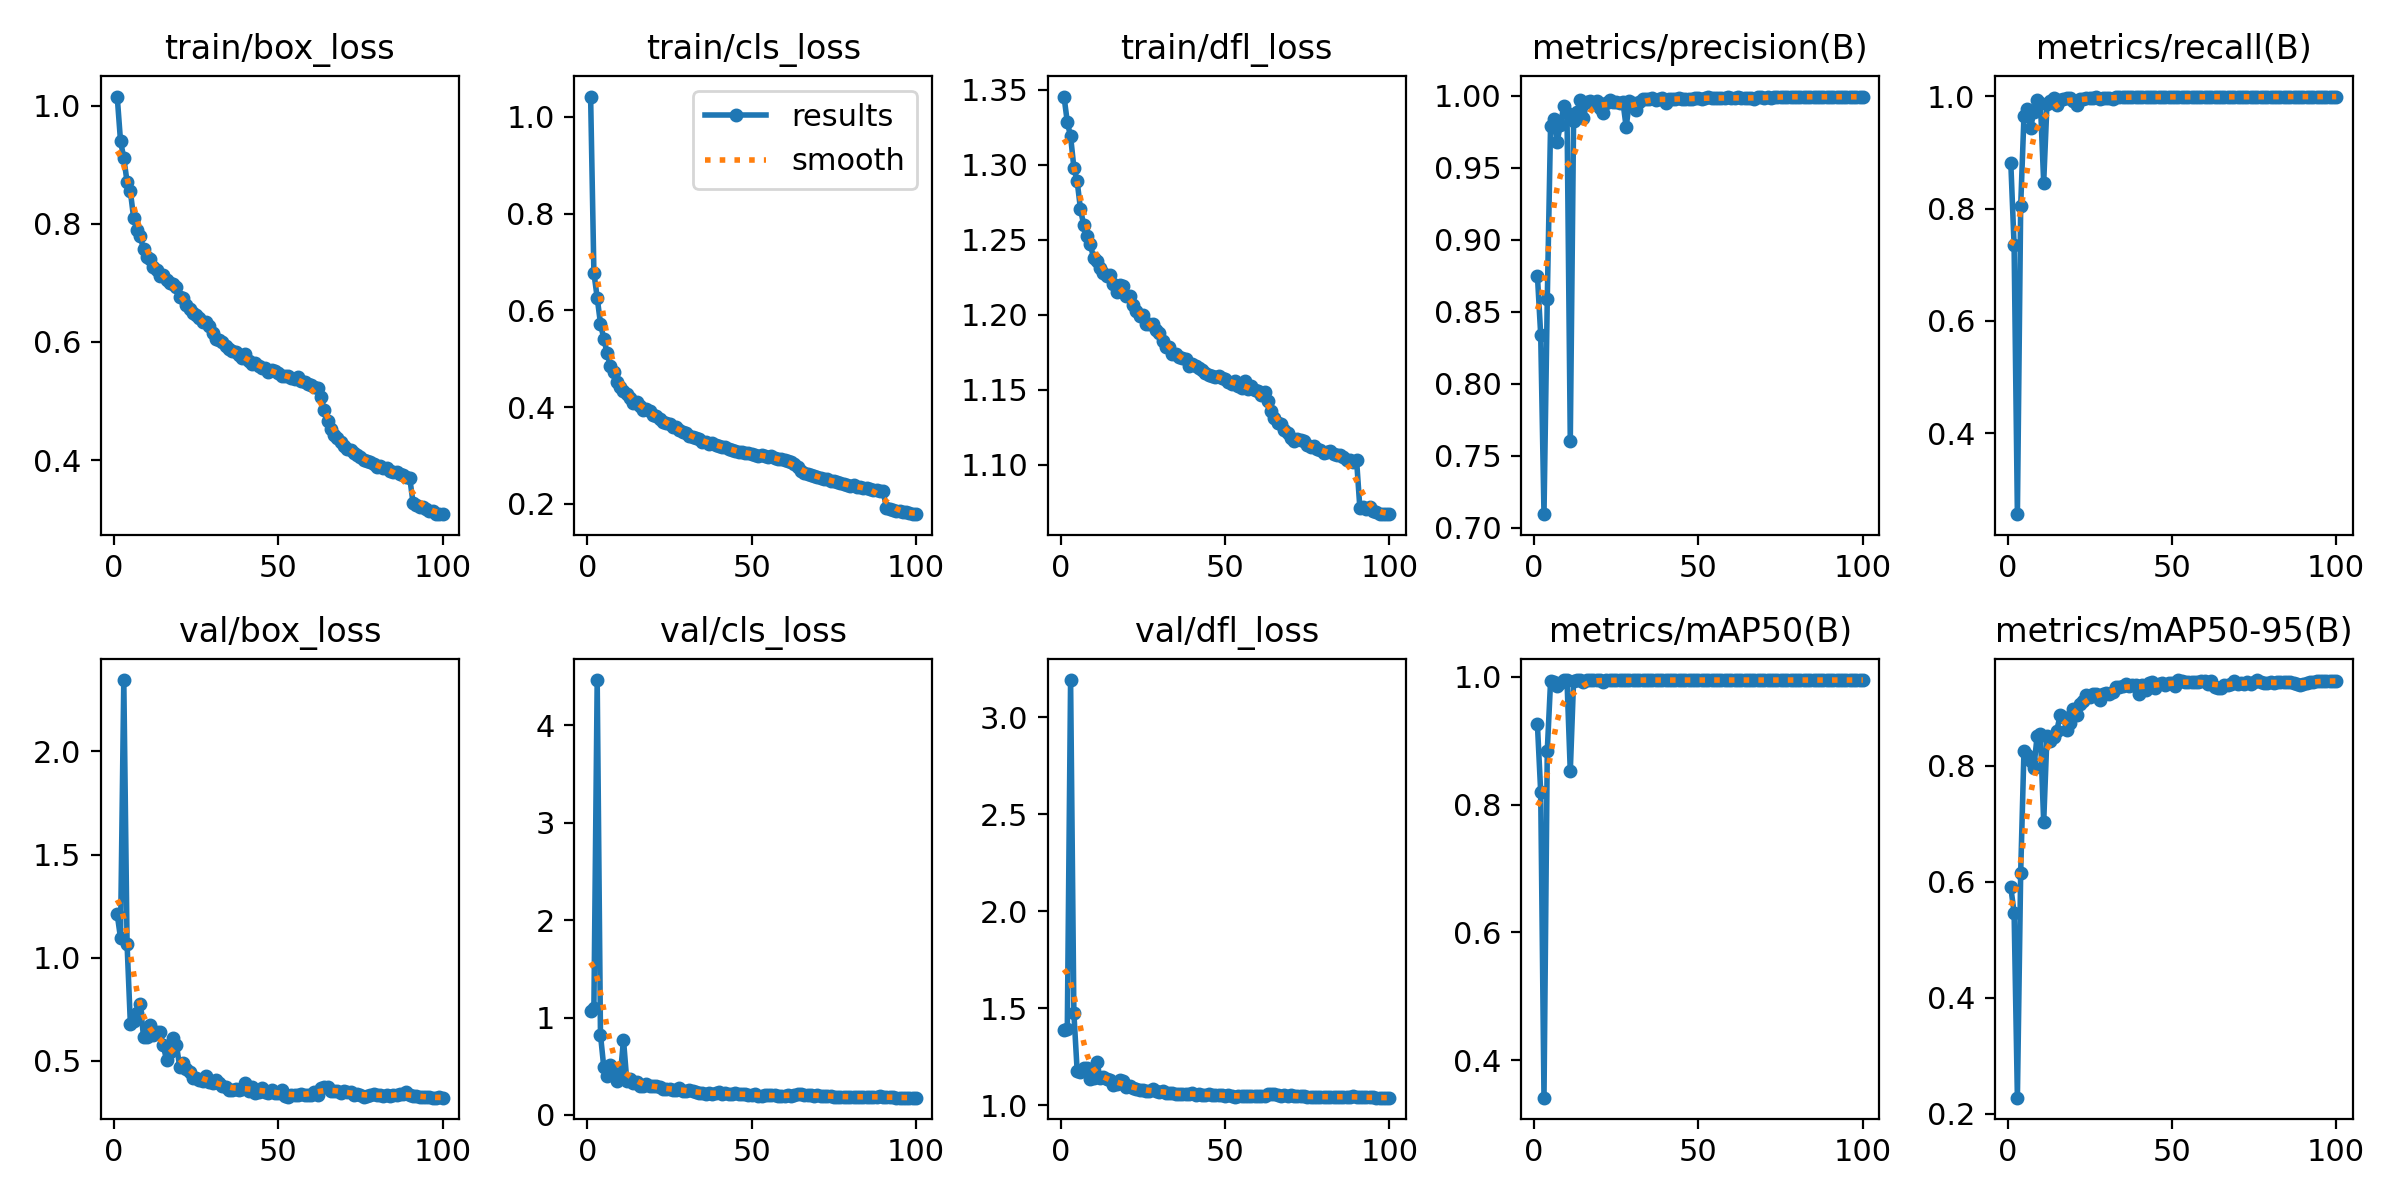 train/box_loss
1.0
0.8
0.6
0.4
0 50 100
train/cls_loss
results
smooth
1.0
0.8
0.6
0.4
0.2
0 50 100
train/dfl_loss
1.35
1.30
1.25
1.20
1.15
1.10
0 50 100
metrics/precision(B)
1.00
0.95
0.90
0.85
0.80
0.75
0.70
0 50 100
metrics/recall(B)
1.0
0.8
0.6
0.4
0 50 100
val/box_loss
2.0
1.5
1.0
0.5
0 50 100
val/cls_loss
4
3
2
1
0
0 50 100
val/dfl_loss
3.0
2.5
2.0
1.5
1.0
0 50 100
metrics/mAP50(B)
1.0
0.8
0.6
0.4
0 50 100
metrics/mAP50-95(B)
0.8
0.6
0.4
0.2
0 50 100